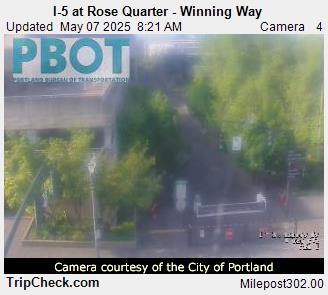 I-5 at Rose Quarter - Winning Way
Updated May 07 2025 8:21 AM Camera 4
PBOT
PORTLAND BUREAU OF TRANSPORTATION
Camera courtesy of the City of Portland
TripCheck.com Milepost302.00